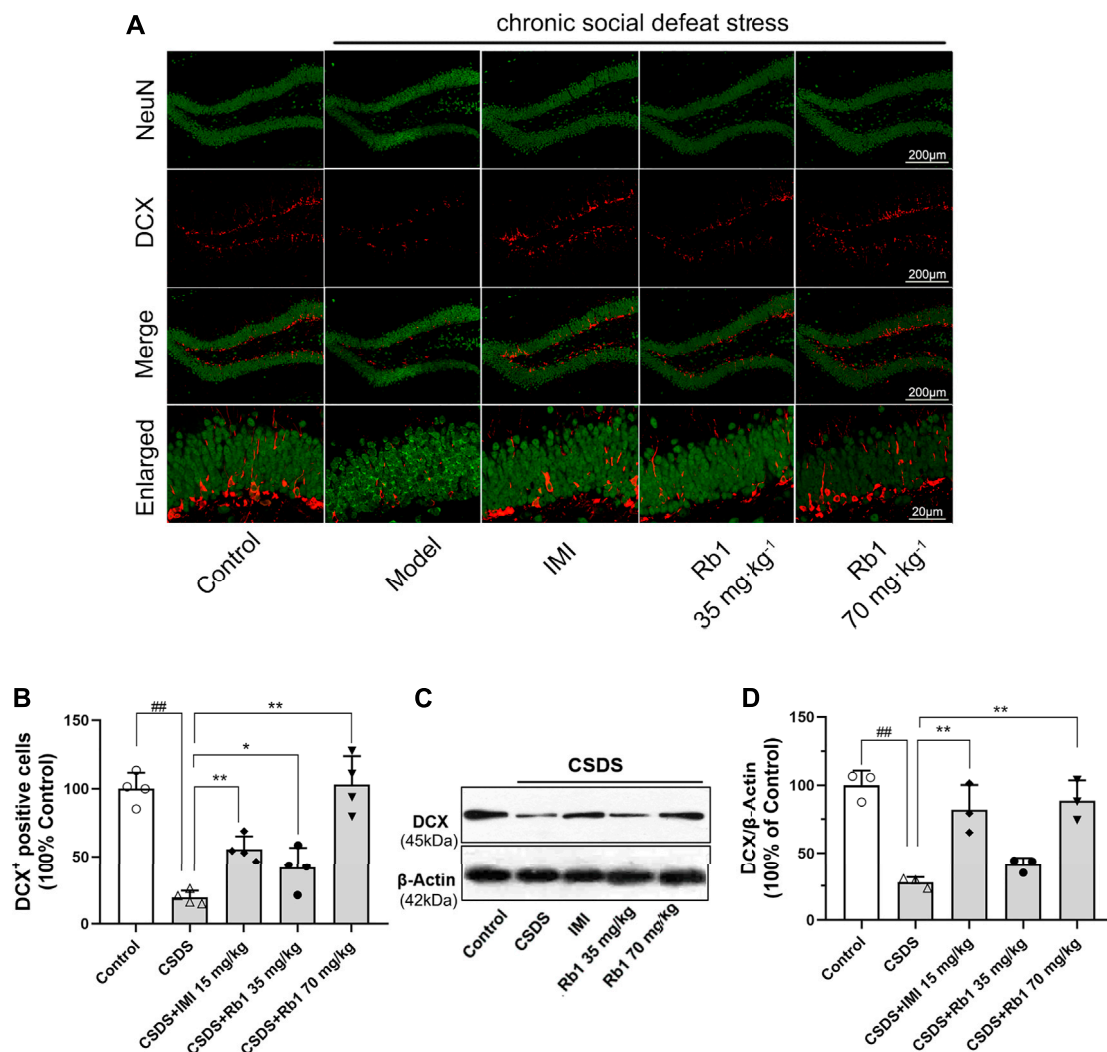 A
chronic social defeat stress
NeuN
200μm
DCX
200μm
Merge
200μm
Enlarged
20μm
Control
Model
IMI
Rb1
35 mg·kg⁻¹
Rb1
70 mg·kg⁻¹
B
DCX⁺ positive cells
(100% Control)
150
100
50
0
##
**
*
**
Control
CSDS
CSDS+IMI 15 mg/kg
CSDS+Rb1 35 mg/kg
CSDS+Rb1 70 mg/kg
C
CSDS
DCX
(45kDa)
β-Actin
(42kDa)
Control
CSDS
IMI
Rb1 35 mg/kg
Rb1 70 mg/kg
D
DCX/β-Actin
(100% of Control)
150
100
50
0
##
**
**
Control
CSDS
CSDS+IMI 15 mg/kg
CSDS+Rb1 35 mg/kg
CSDS+Rb1 70 mg/kg